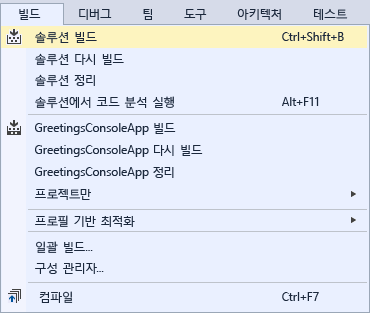 빌드 디버그 팀 도구 아키텍처 테스트
솔루션 빌드 Ctrl+Shift+B
솔루션 다시 빌드
솔루션 정리
솔루션에서 코드 분석 실행 Alt+F11
GreetingsConsoleApp 빌드
GreetingsConsoleApp 다시 빌드
GreetingsConsoleApp 정리
프로젝트만
프로필 기반 최적화
일괄 빌드...
구성 관리자...
컴파일 Ctrl+F7